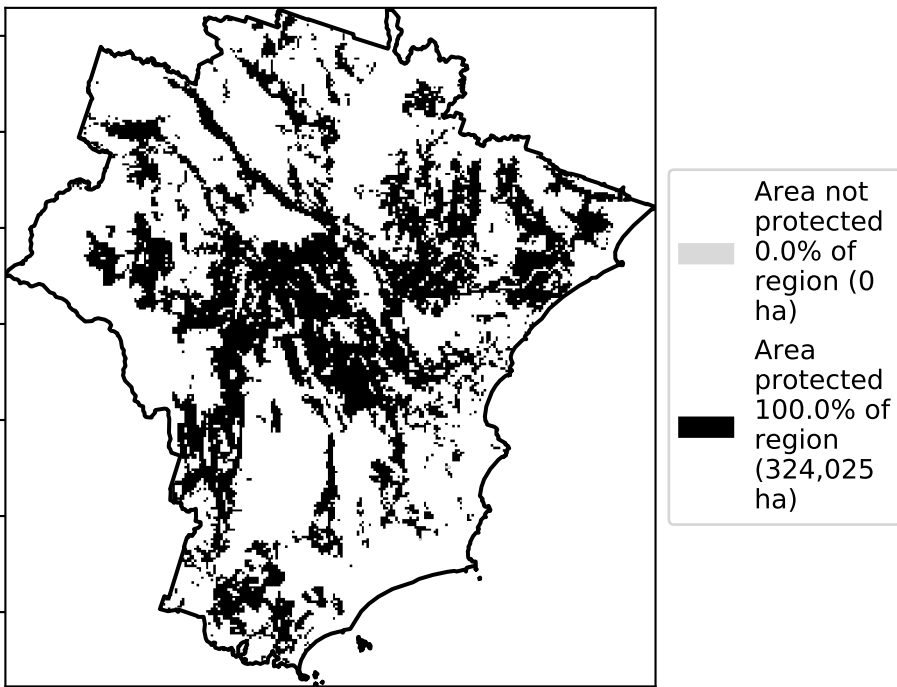 Area not
protected
0.0% of
region (0
ha)
Area
protected
100.0% of
region
(324,025
ha)